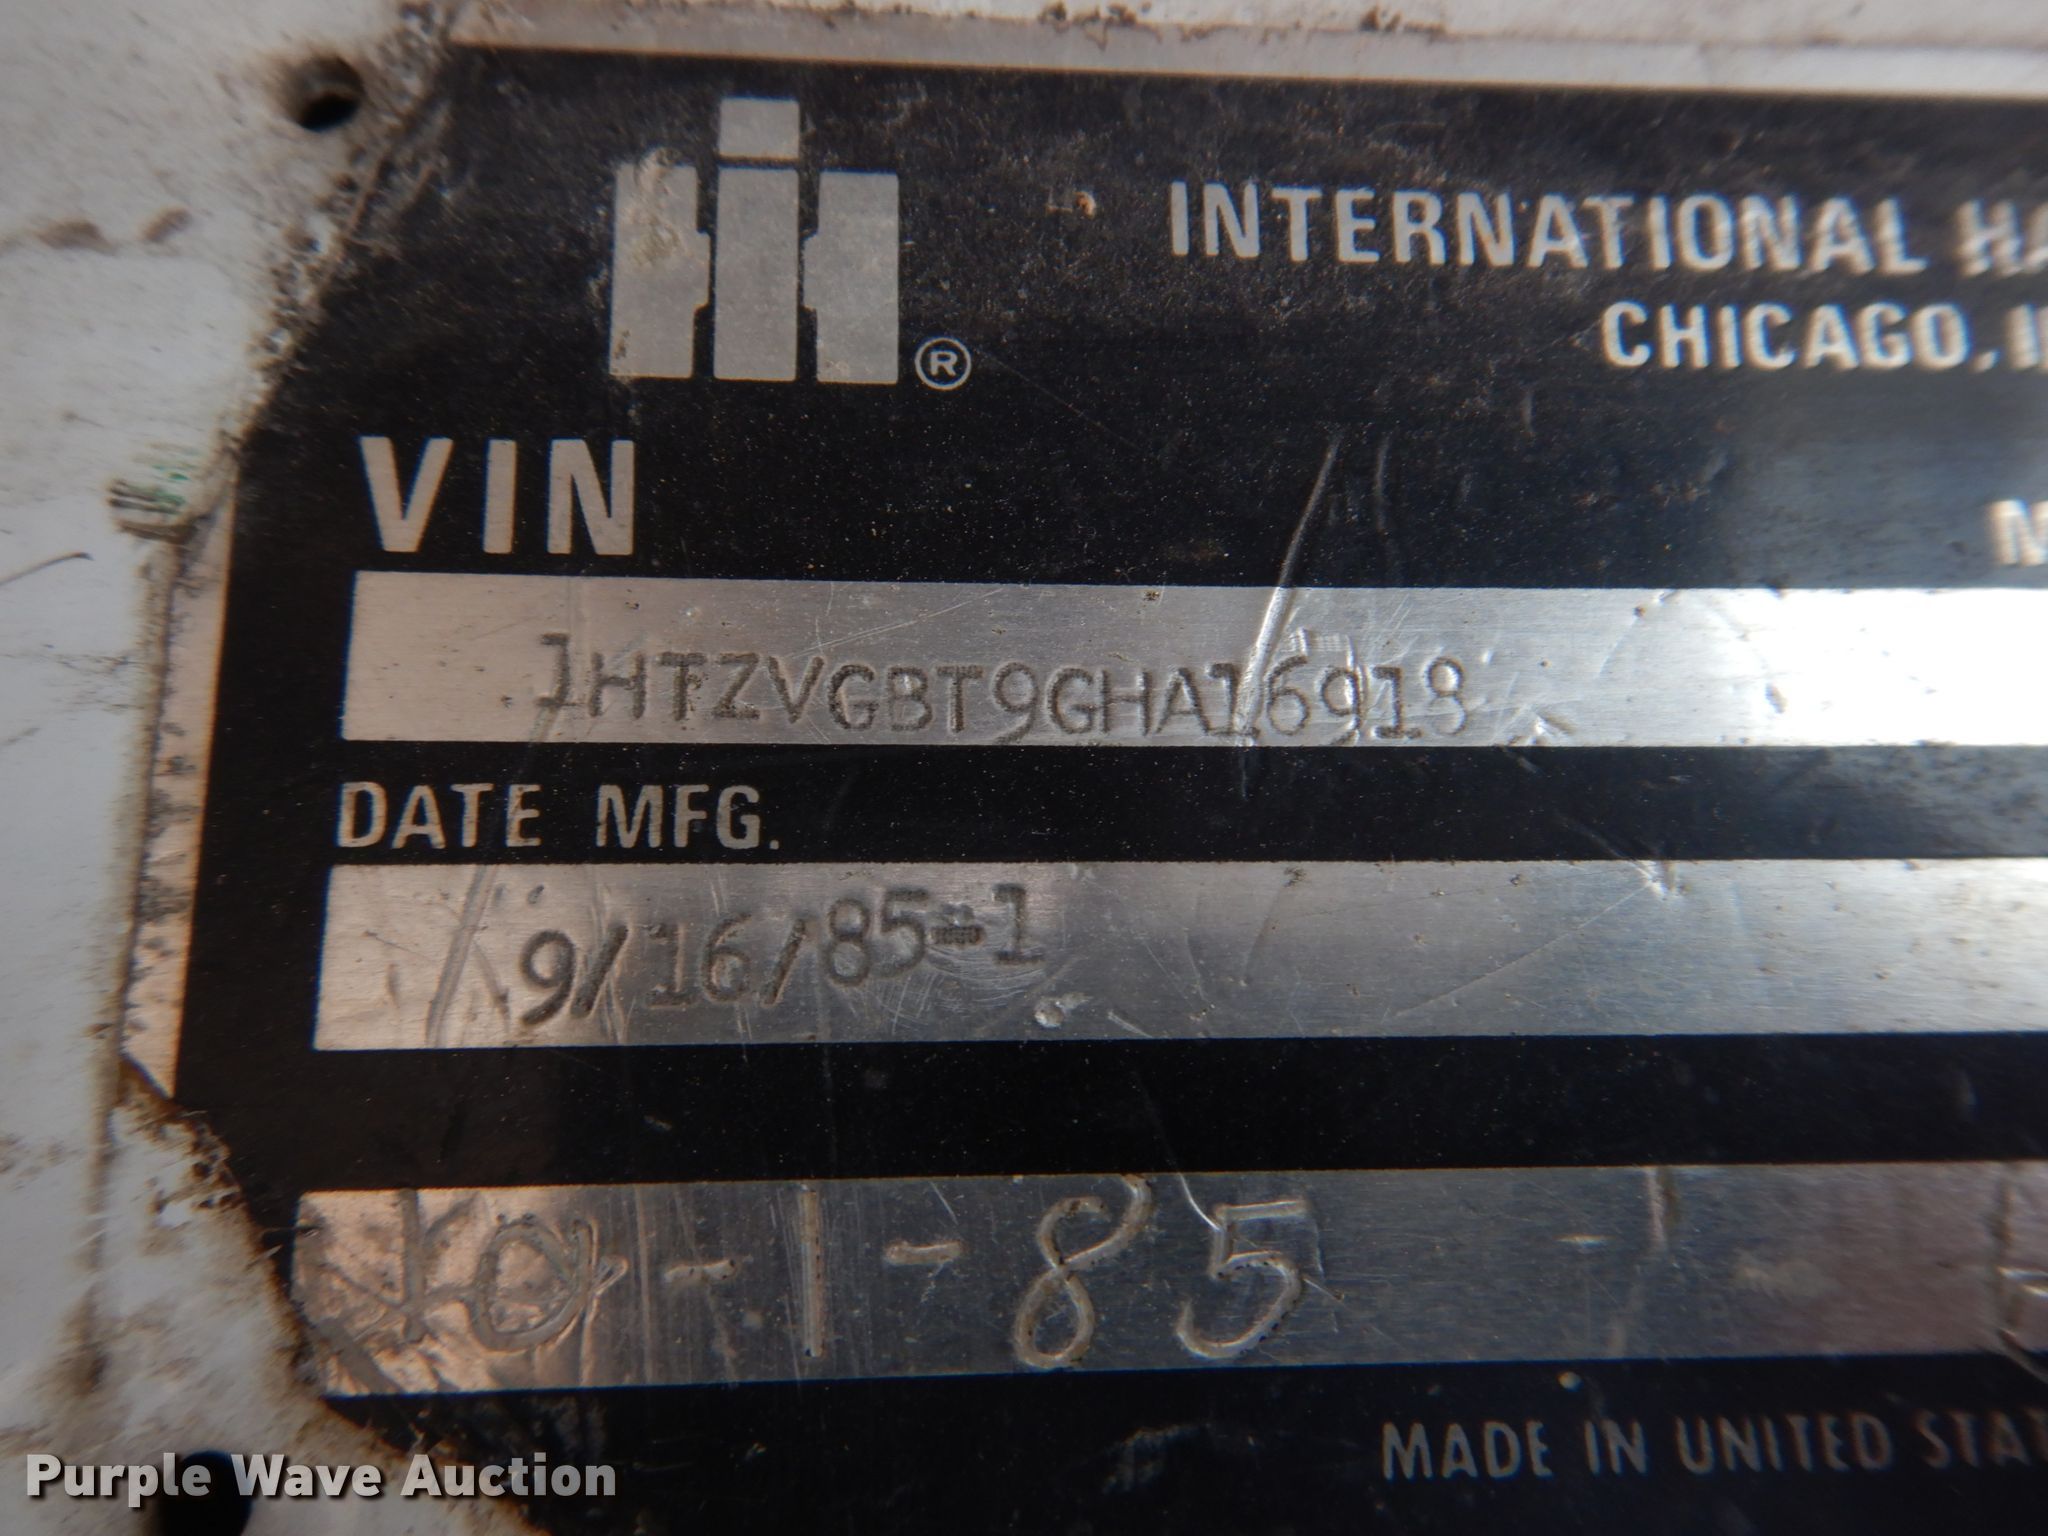 ®
INTERNATIONAL HA
CHICAGO, I
VIN
M
1HTZVGBT9GHA16918
DATE MFG.
9/16/85-1
10-1-85
MADE IN UNITED STAT
Purple Wave Auction